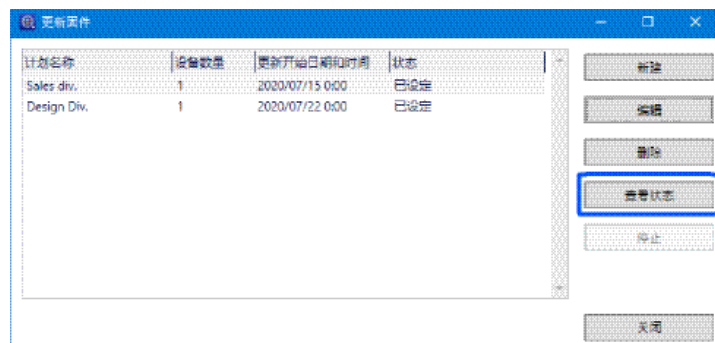 更新固件
计划名称 设备数量 更新开始日期和时间 状态
Sales div. 1 2020/07/15 0:00 已设定
Design Div. 1 2020/07/22 0:00 已设定
新建
编辑
删除
查看状态
停止
关闭